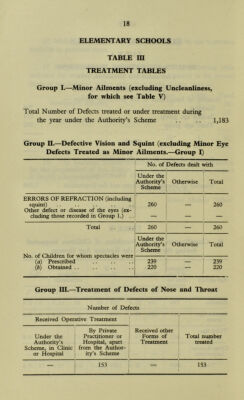 18
ELEMENTARY SCHOOLS
TABLE III
TREATMENT TABLES
Group I.—Minor Ailments (excluding Uncleanliness,
for which see Table V)
Total Number of Defects treated or under treatment during
the year under the Authority's Scheme .. .. 1,183
Group II.—Defective Vision and Squint (excluding Minor Eye
Defects Treated as Minor Ailments.—Group I)
No. of Defects dealt with
Under the Authority's Scheme Otherwise Total
ERRORS OF REFRACTION (including
squint) .. .. .. .. 260 — 260
Other defect or disease of the eyes (ex-
cluding those recorded in Group 1.) — — —
Total .. .. 260 — 260
Under the Authority's Scheme Otherwise Total
No. of Children for whom spectacles were
(a) Prescribed 239 — 239
(b) Obtained .. .. .. .. 220 — 220
Group III.—Treatment of Defects of Nose and Throat
Number of Defects
Received Operative Treatment
Under the Authority's Scheme, in Clinic or Hospital
By Private Practitioner or Hospital, apart from the Authority's Scheme
Received other Forms of Treatment
Total number treated
— 153 — 153